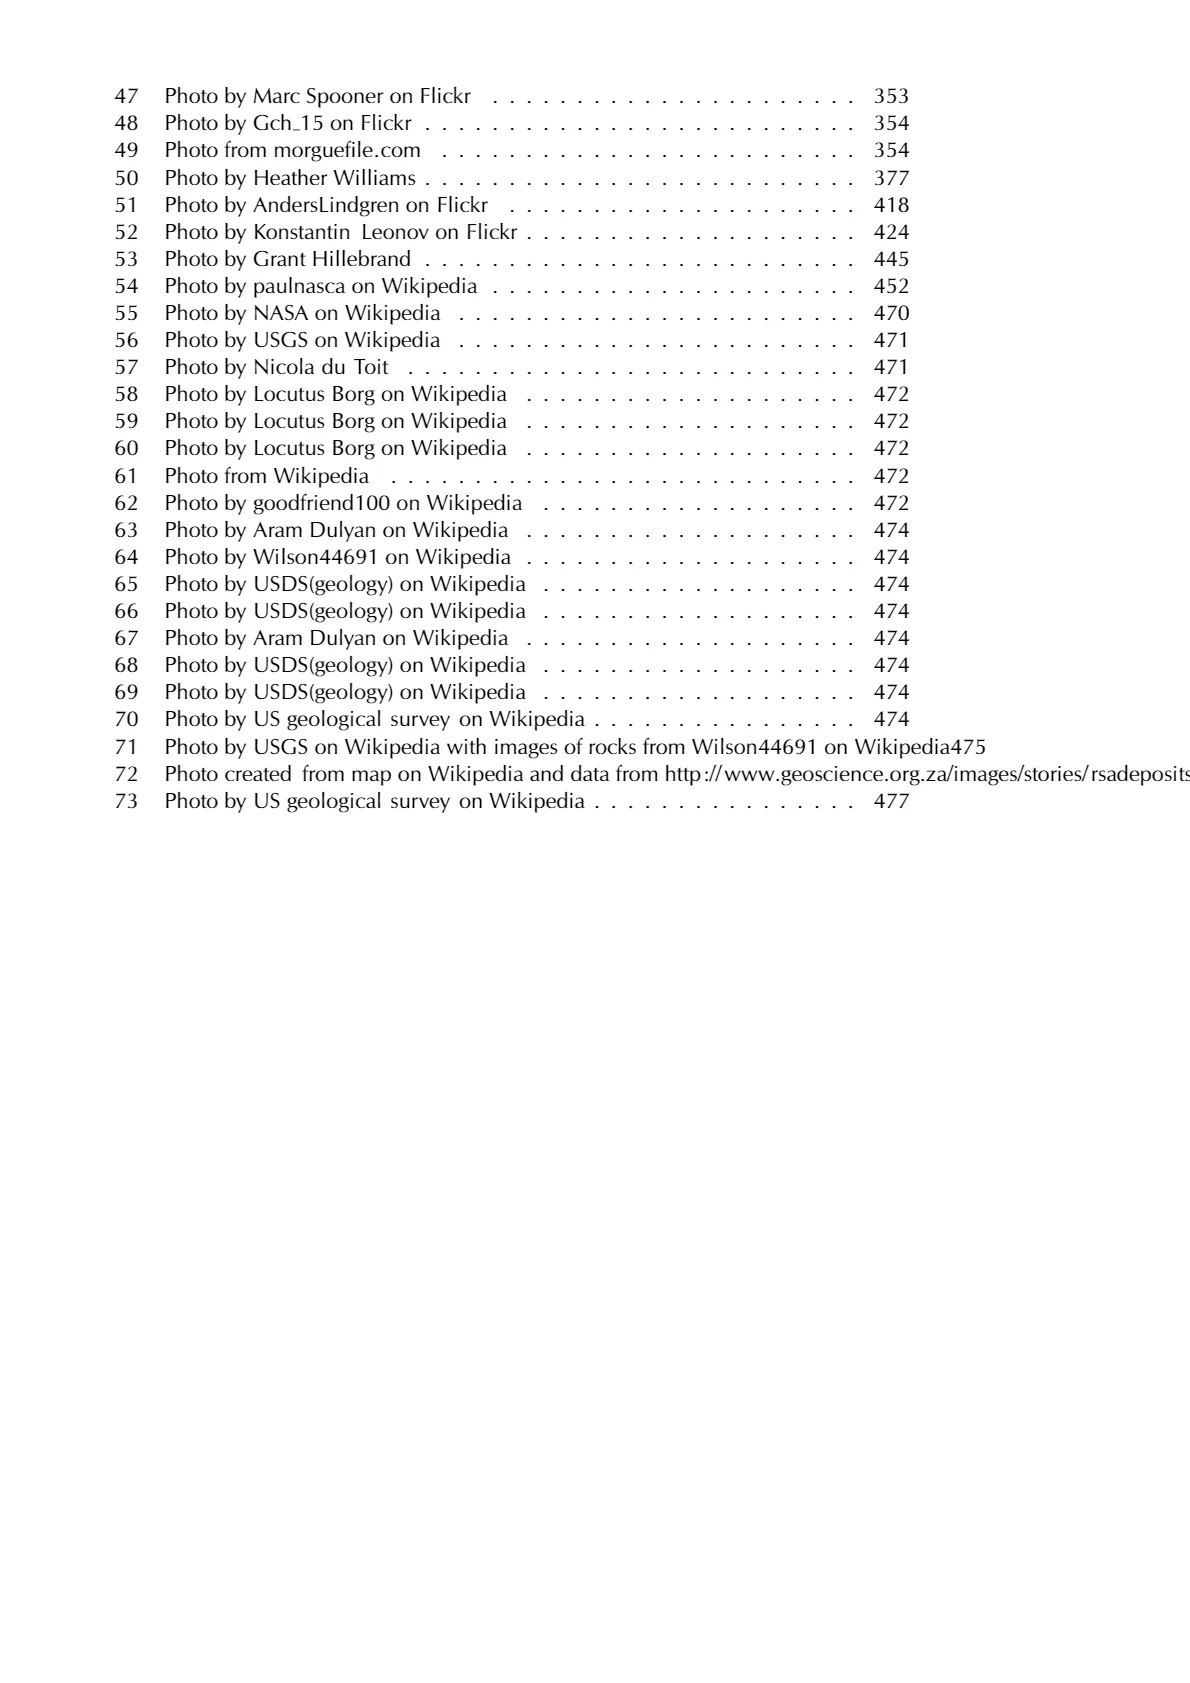 47 Photo by Marc Spooner on Flickr . . . . . . . . . . . . . . . . . . . . . . 353
48 Photo by Gch_15 on Flickr . . . . . . . . . . . . . . . . . . . . . . . . . . 354
49 Photo from morguefile.com . . . . . . . . . . . . . . . . . . . . . . . . . 354
50 Photo by Heather Williams . . . . . . . . . . . . . . . . . . . . . . . . . . 377
51 Photo by AndersLindgren on Flickr . . . . . . . . . . . . . . . . . . . . . 418
52 Photo by Konstantin Leonov on Flickr . . . . . . . . . . . . . . . . . . . . 424
53 Photo by Grant Hillebrand . . . . . . . . . . . . . . . . . . . . . . . . . . 445
54 Photo by paulnasca on Wikipedia . . . . . . . . . . . . . . . . . . . . . . 452
55 Photo by NASA on Wikipedia . . . . . . . . . . . . . . . . . . . . . . . . 470
56 Photo by USGS on Wikipedia . . . . . . . . . . . . . . . . . . . . . . . . 471
57 Photo by Nicola du Toit . . . . . . . . . . . . . . . . . . . . . . . . . . . 471
58 Photo by Locutus Borg on Wikipedia . . . . . . . . . . . . . . . . . . . . 472
59 Photo by Locutus Borg on Wikipedia . . . . . . . . . . . . . . . . . . . . 472
60 Photo by Locutus Borg on Wikipedia . . . . . . . . . . . . . . . . . . . . 472
61 Photo from Wikipedia . . . . . . . . . . . . . . . . . . . . . . . . . . . . 472
62 Photo by goodfriend100 on Wikipedia . . . . . . . . . . . . . . . . . . . 472
63 Photo by Aram Dulyan on Wikipedia . . . . . . . . . . . . . . . . . . . . 474
64 Photo by Wilson44691 on Wikipedia . . . . . . . . . . . . . . . . . . . . 474
65 Photo by USDS(geology) on Wikipedia . . . . . . . . . . . . . . . . . . . 474
66 Photo by USDS(geology) on Wikipedia . . . . . . . . . . . . . . . . . . . 474
67 Photo by Aram Dulyan on Wikipedia . . . . . . . . . . . . . . . . . . . . 474
68 Photo by USDS(geology) on Wikipedia . . . . . . . . . . . . . . . . . . . 474
69 Photo by USDS(geology) on Wikipedia . . . . . . . . . . . . . . . . . . . 474
70 Photo by US geological survey on Wikipedia . . . . . . . . . . . . . . . . 474
71 Photo by USGS on Wikipedia with images of rocks from Wilson44691 on Wikipedia475
72 Photo created from map on Wikipedia and data from http://www.geoscience.org.za/images/stories/rsadeposits
73 Photo by US geological survey on Wikipedia . . . . . . . . . . . . . . . . 477